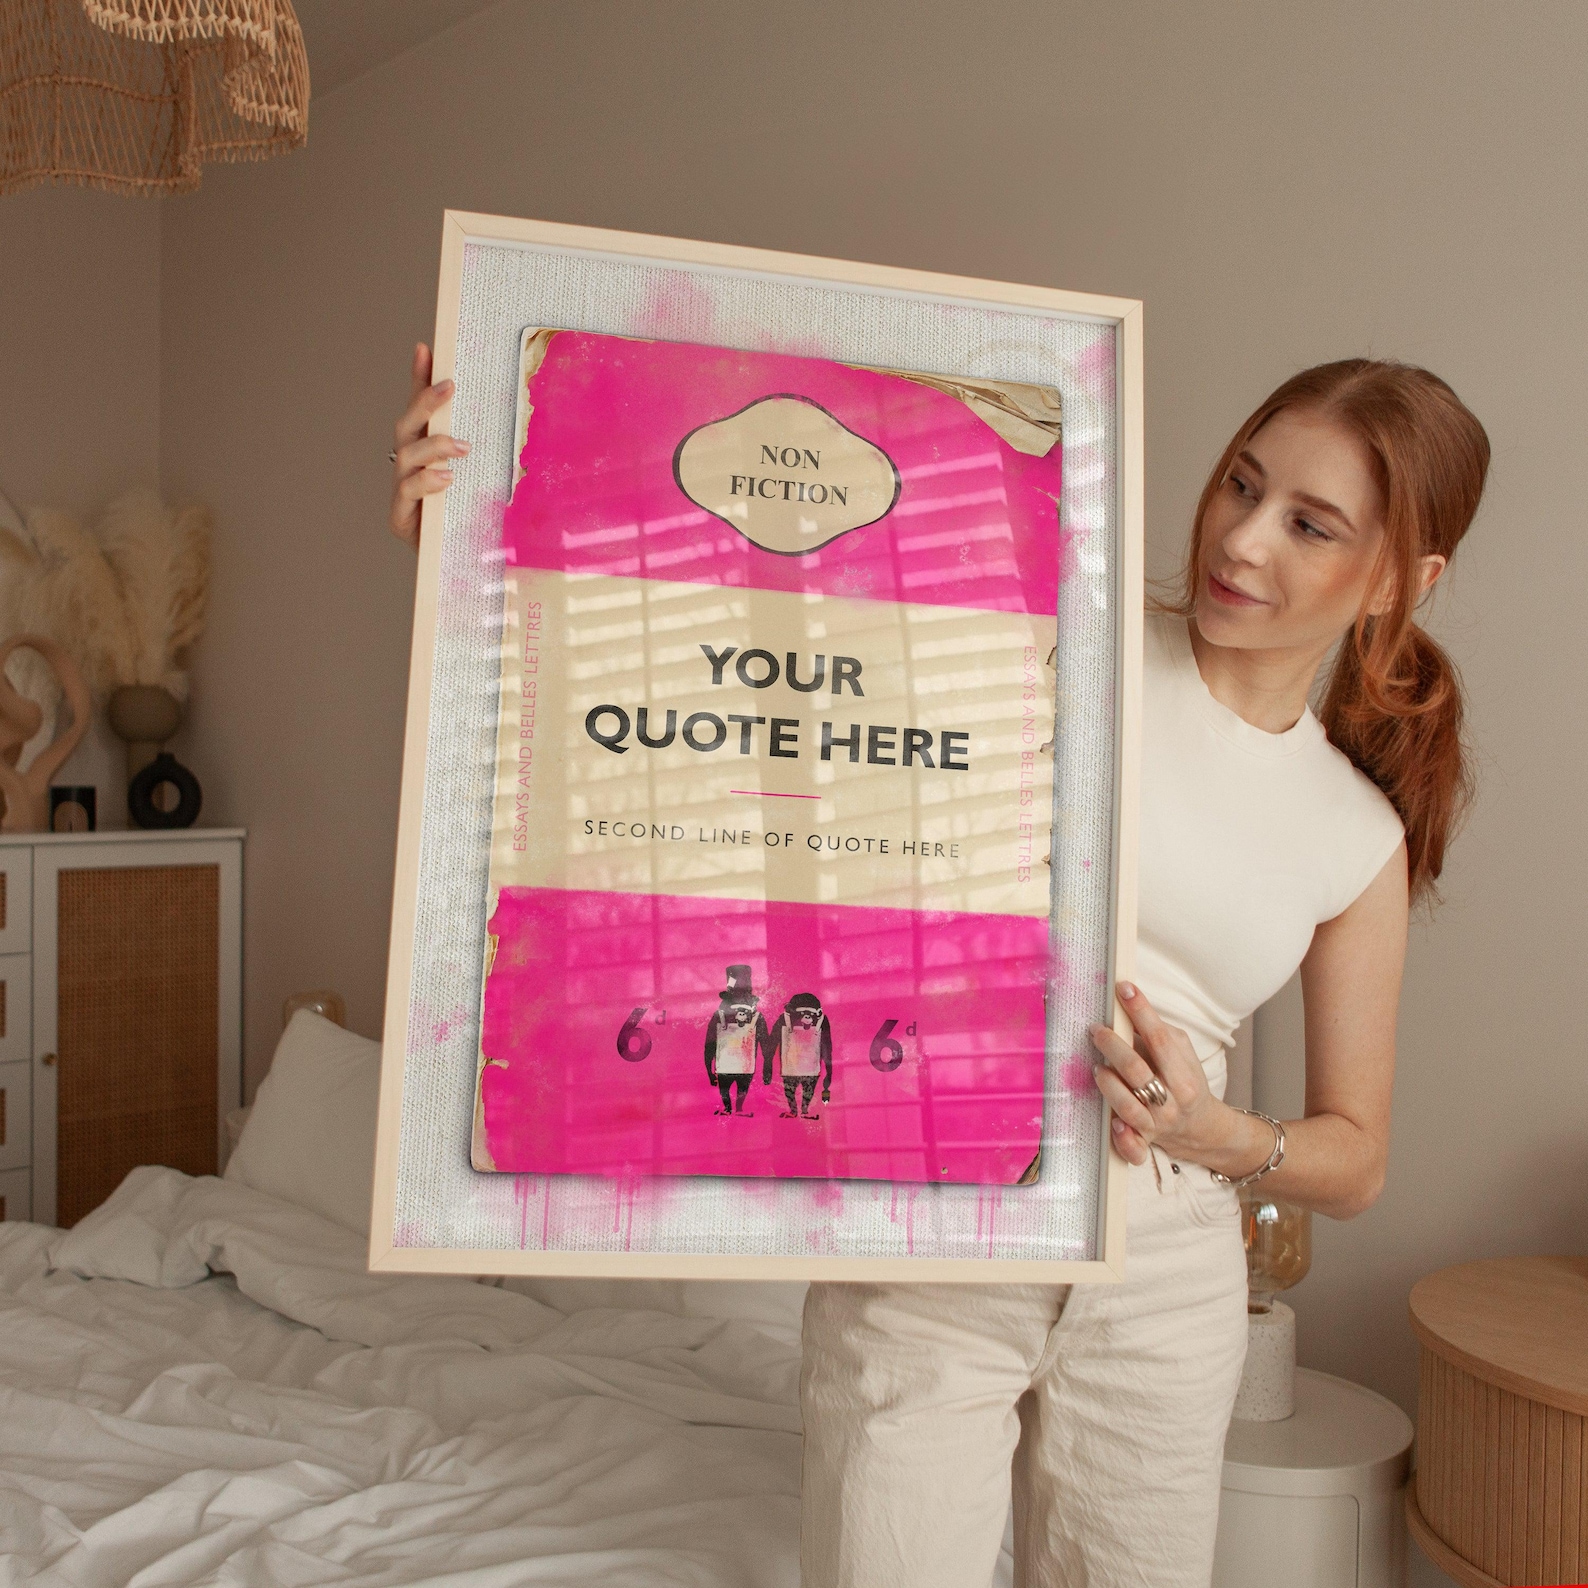 NON
FICTION
ESSAYS AND BELLES LETTRES
YOUR
QUOTE HERE
SECOND LINE OF QUOTE HERE
ESSAYS AND BELLES LETTRES
6d
6d